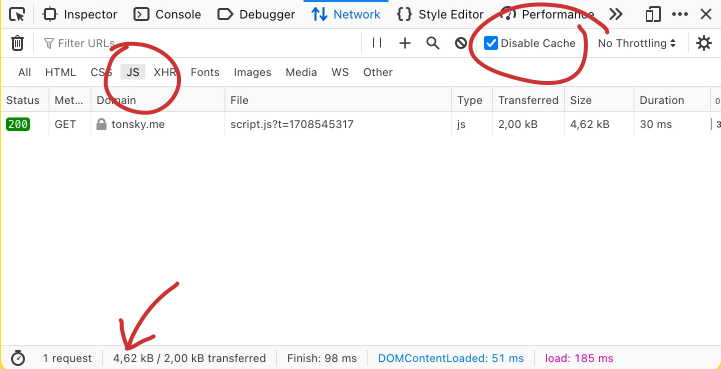 Inspector Console Debugger Network Style Editor Performance
Filter URLs Disable Cache No Throttling
All HTML CSS JS XHR Fonts Images Media WS Other
Status Met... Domain File Type Transferred Size Duration
200 GET tonsky.me script.js?t=1708545317 js 2,00 kB 4,62 kB 30 ms
1 request 4,62 kB / 2,00 kB transferred Finish: 98 ms DOMContentLoaded: 51 ms load: 185 ms